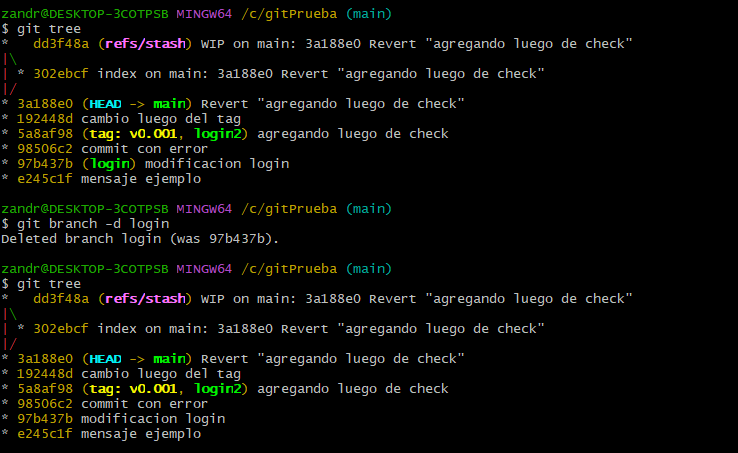 zandr@DESKTOP-3COTPSB MINGW64 /c/gitPrueba (main)
$ git tree
*   dd3f48a (refs/stash) WIP on main: 3a188e0 Revert "agregando luego de check"
|\
| * 302ebcf index on main: 3a188e0 Revert "agregando luego de check"
|/
* 3a188e0 (HEAD -> main) Revert "agregando luego de check"
* 192448d cambio luego del tag
* 5a8af98 (tag: v0.001, login2) agregando luego de check
* 98506c2 commit con error
* 97b437b (login) modificacion login
* e245c1f mensaje ejemplo
zandr@DESKTOP-3COTPSB MINGW64 /c/gitPrueba (main)
$ git branch -d login
Deleted branch login (was 97b437b).
zandr@DESKTOP-3COTPSB MINGW64 /c/gitPrueba (main)
$ git tree
*   dd3f48a (refs/stash) WIP on main: 3a188e0 Revert "agregando luego de check"
|\
| * 302ebcf index on main: 3a188e0 Revert "agregando luego de check"
|/
* 3a188e0 (HEAD -> main) Revert "agregando luego de check"
* 192448d cambio luego del tag
* 5a8af98 (tag: v0.001, login2) agregando luego de check
* 98506c2 commit con error
* 97b437b modificacion login
* e245c1f mensaje ejemplo